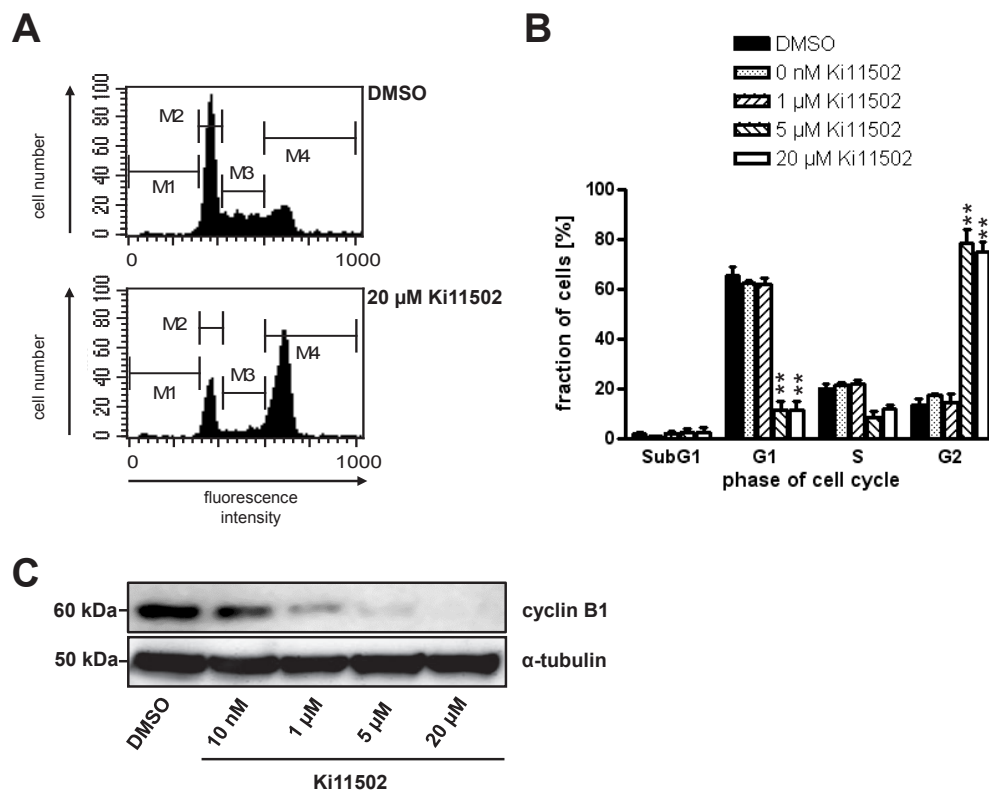 A
DMSO
cell number
100
80
60
40
20
0
M1
M2
M3
M4
0
1000
20 µM Ki11502
cell number
100
80
60
40
20
0
M1
M2
M3
M4
0
1000
fluorescence
intensity
B
DMSO
0 nM Ki11502
1 µM Ki11502
5 µM Ki11502
20 µM Ki11502
fraction of cells [%]
100
80
60
40
20
0
**
**
**
**
SubG1
G1
S
G2
phase of cell cycle
C
60 kDa
cyclin B1
50 kDa
α-tubulin
DMSO
10 nM
1 µM
5 µM
20 µM
Ki11502